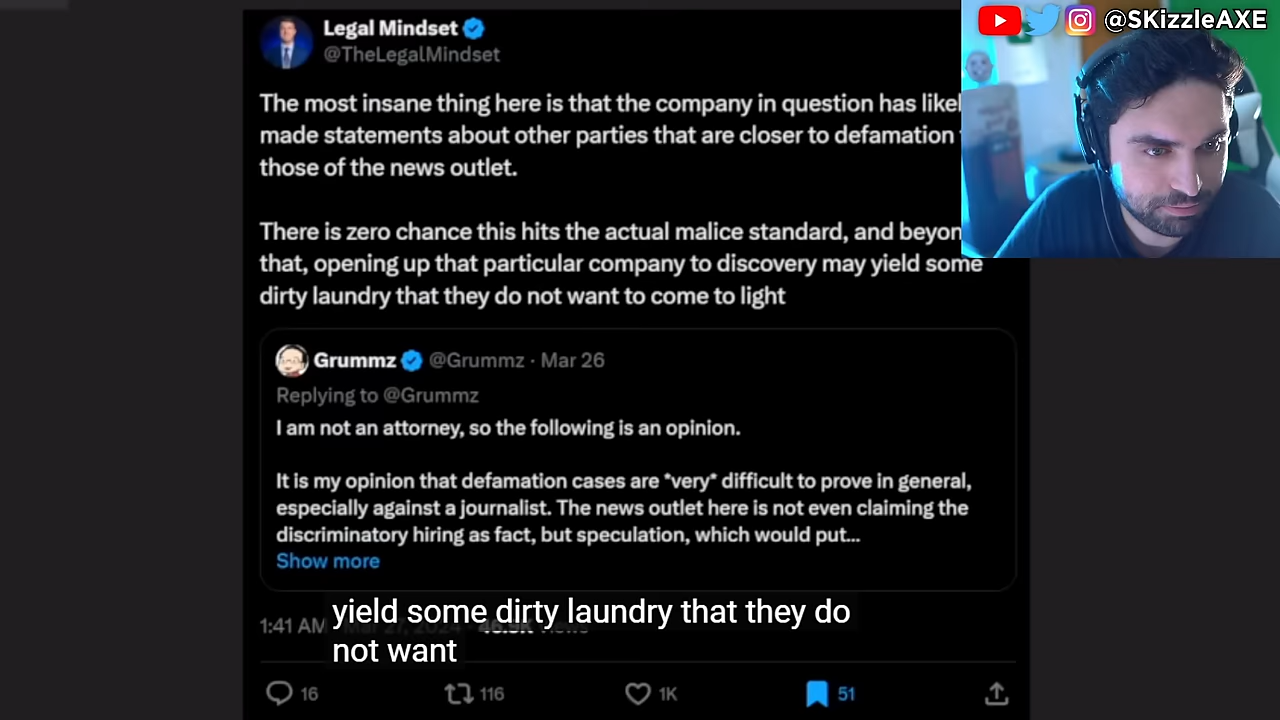 Legal Mindset
@SKizzleAXE
@TheLegalMindset
The most insane thing here is that the company in question has likel
made statements about other parties that are closer to defamation
those of the news outlet.
There is zero chance this hits the actual malice standard, and beyon
that, opening up that particular company to discovery may yield some
dirty laundry that they do not want to come to light
Grummz @Grummz · Mar 26
Replying to @Grummz
I am not an attorney, so the following is an opinion.
It is my opinion that defamation cases are *very* difficult to prove in general,
especially against a journalist. The news outlet here is not even claiming the
discriminatory hiring as fact, but speculation, which would put...
Show more
yield some dirty laundry that they do
1:41 AM
not want
16 116 1K 51